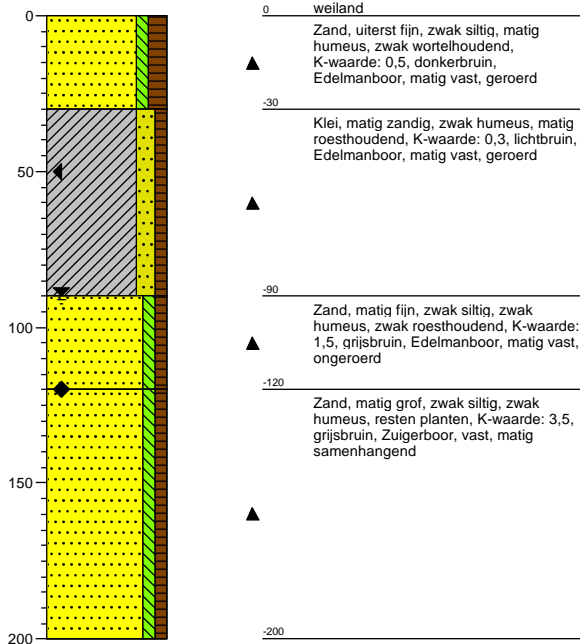 0
50
100
150
200
0 weiland
Zand, uiterst fijn, zwak siltig, matig
humeus, zwak wortelhoudend,
K-waarde: 0,5, donkerbruin,
Edelmanboor, matig vast, geroerd
-30
Klei, matig zandig, zwak humeus, matig
roesthoudend, K-waarde: 0,3, lichtbruin,
Edelmanboor, matig vast, geroerd
-90
Zand, matig fijn, zwak siltig, zwak
humeus, zwak roesthoudend, K-waarde:
1,5, grijsbruin, Edelmanboor, matig vast,
ongeroerd
-120
Zand, matig grof, zwak siltig, zwak
humeus, resten planten, K-waarde: 3,5,
grijsbruin, Zuigerboor, vast, matig
samenhangend
-200